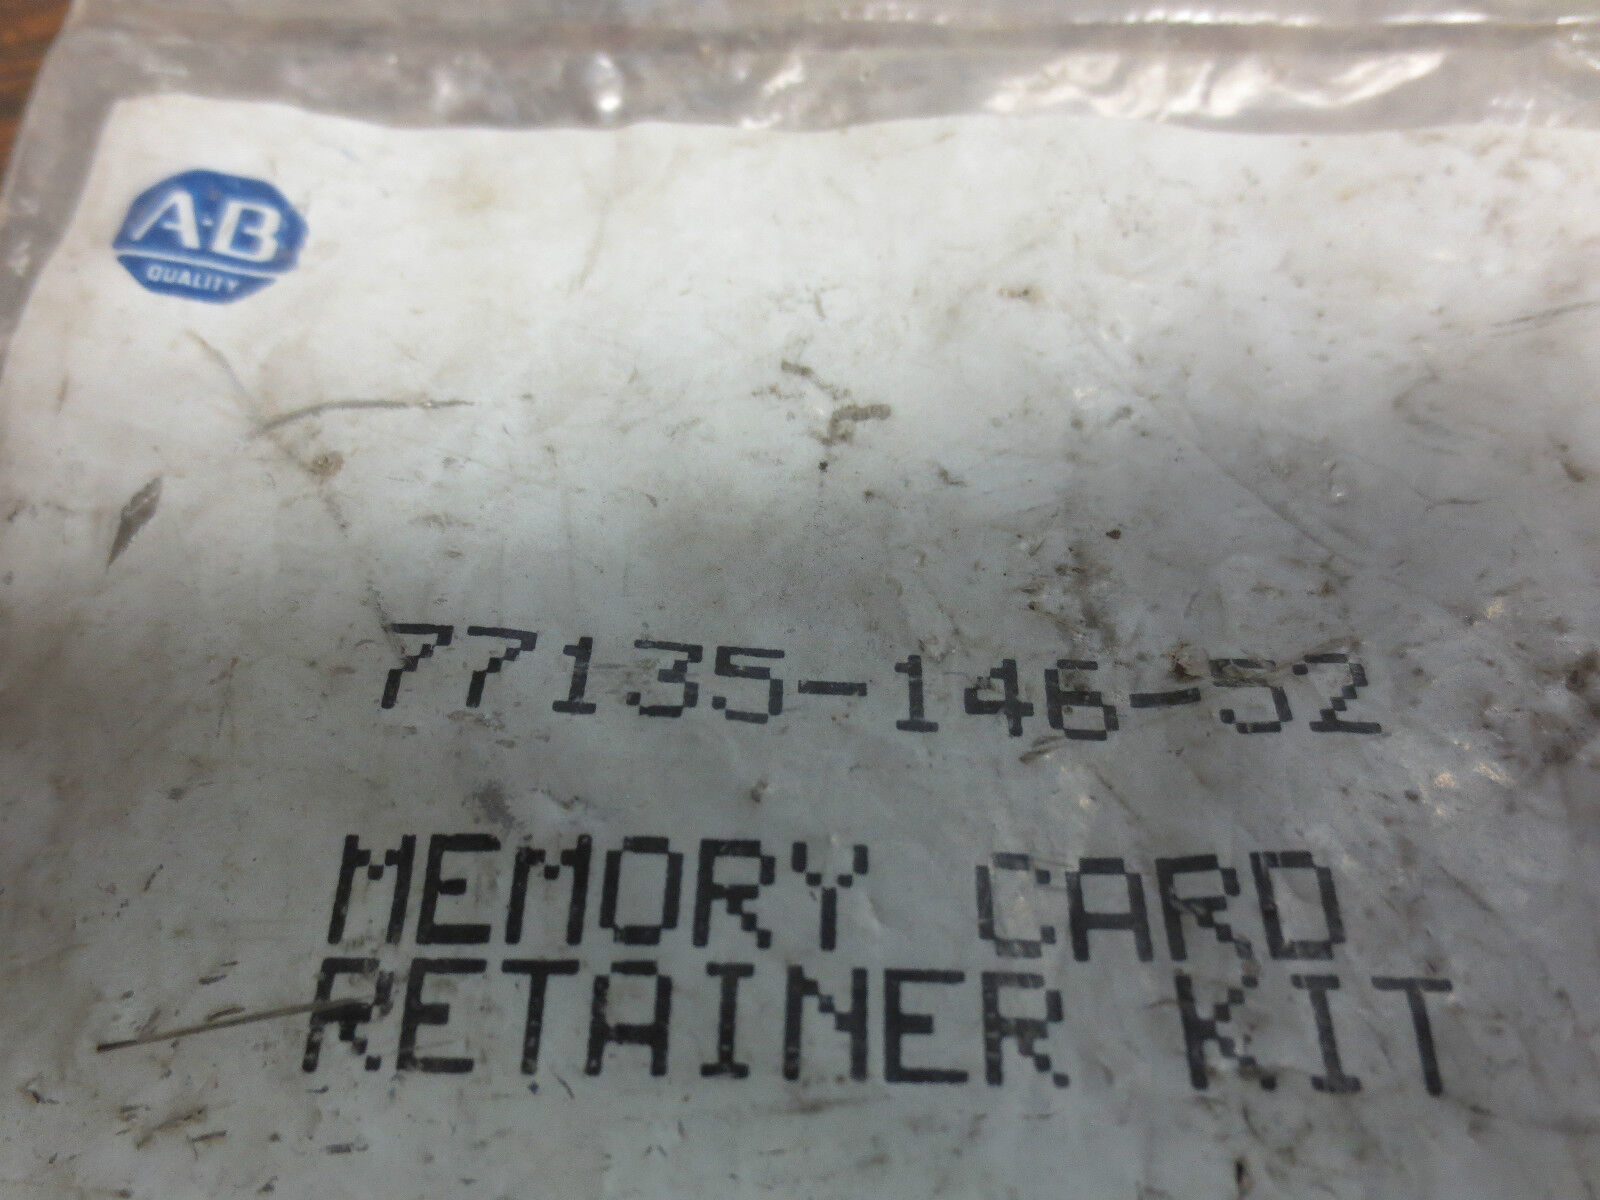 A-B
QUALITY
77135-146-52
MEMORY CARD
RETAINER KIT